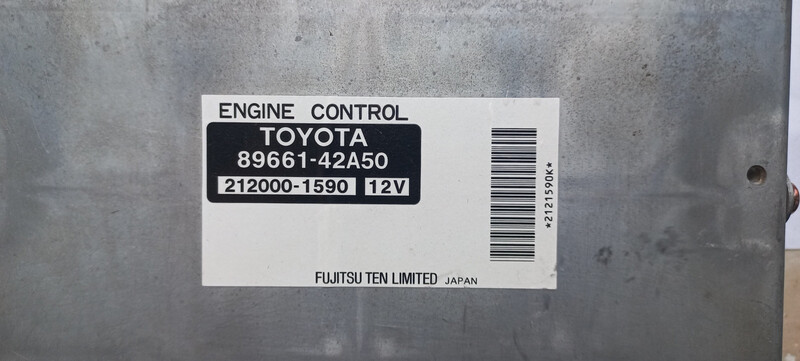 ENGINE CONTROL
TOYOTA
89661-42A50
212000-1590 12V
*2121590K*
FUJITSU TEN LIMITED JAPAN